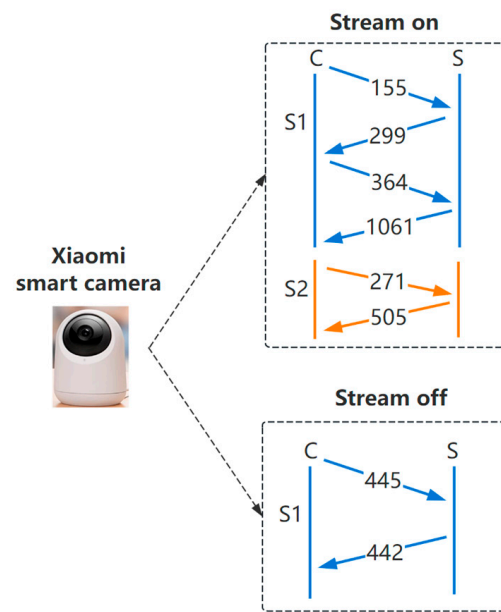 Stream on
C S
155
S1
299
364
1061
Xiaomi
smart camera
271
S2
505
Stream off
C S
445
S1
442